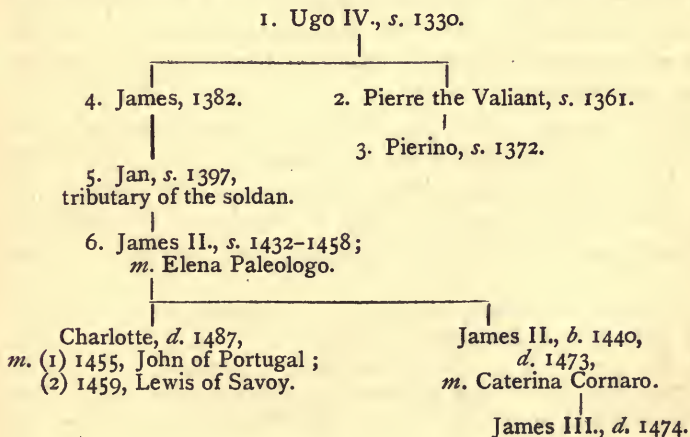 1. Ugo IV., s. 1330.
4. James, 1382. 2. Pierre the Valiant, s. 1361.
3. Pierino, s. 1372.
5. Jan, s. 1397,
tributary of the soldan.
6. James II., s. 1432-1458;
m. Elena Paleologo.
Charlotte, d. 1487,
m. (1) 1455, John of Portugal;
(2) 1459, Lewis of Savoy.
James II., b. 1440,
d. 1473,
m. Caterina Cornaro.
James III., d. 1474.